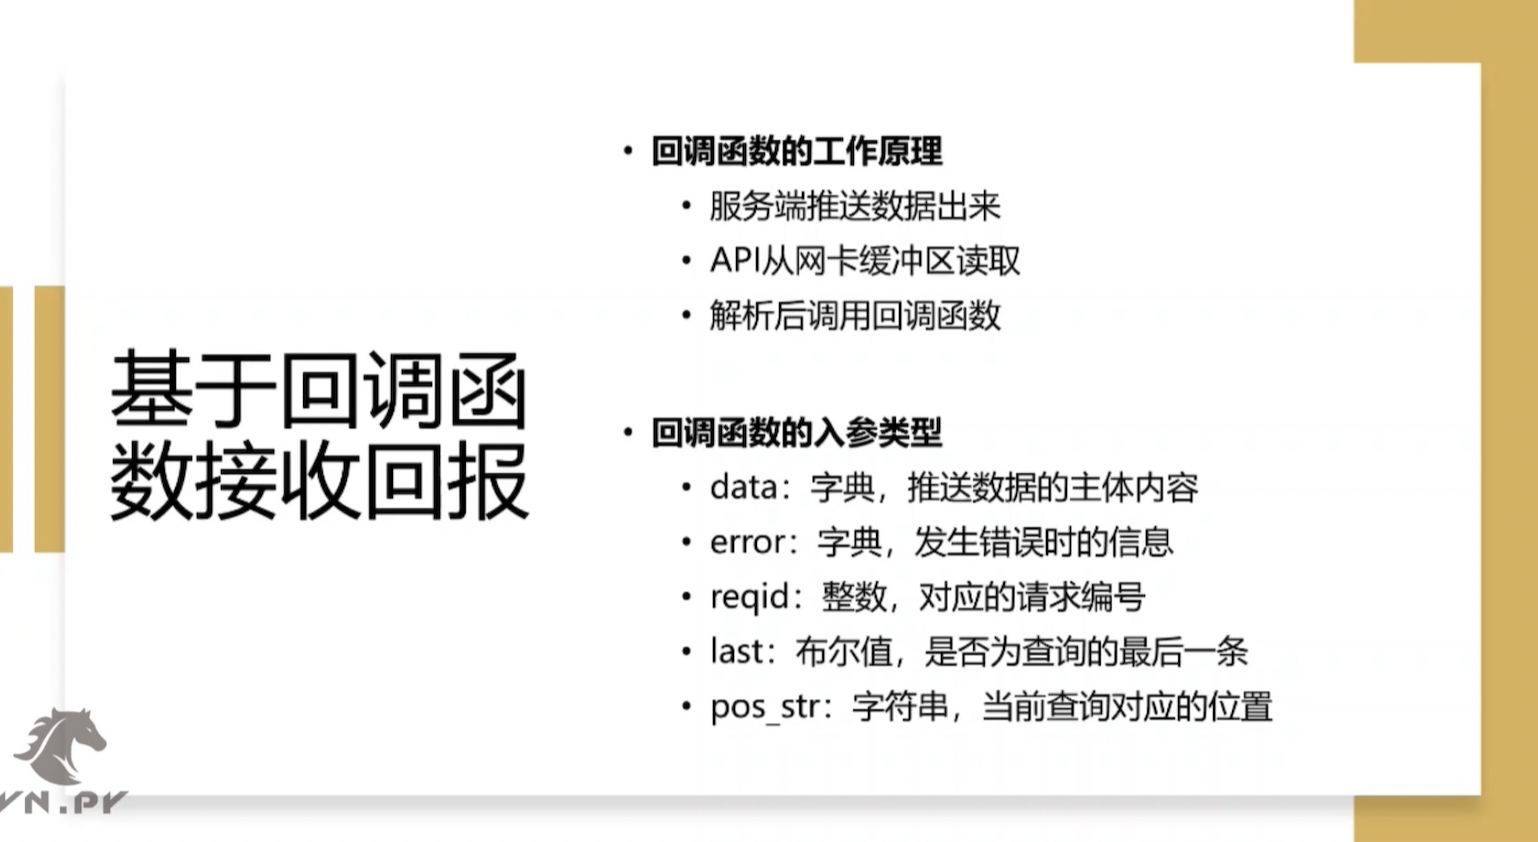 基于回调函
数接收回报
• 回调函数的工作原理
• 服务端推送数据出来
• API从网卡缓冲区读取
• 解析后调用回调函数
• 回调函数的入参类型
• data：字典，推送数据的主体内容
• error：字典，发生错误时的信息
• reqid：整数，对应的请求编号
• last：布尔值，是否为查询的最后一条
• pos_str：字符串，当前查询对应的位置
VN.PY